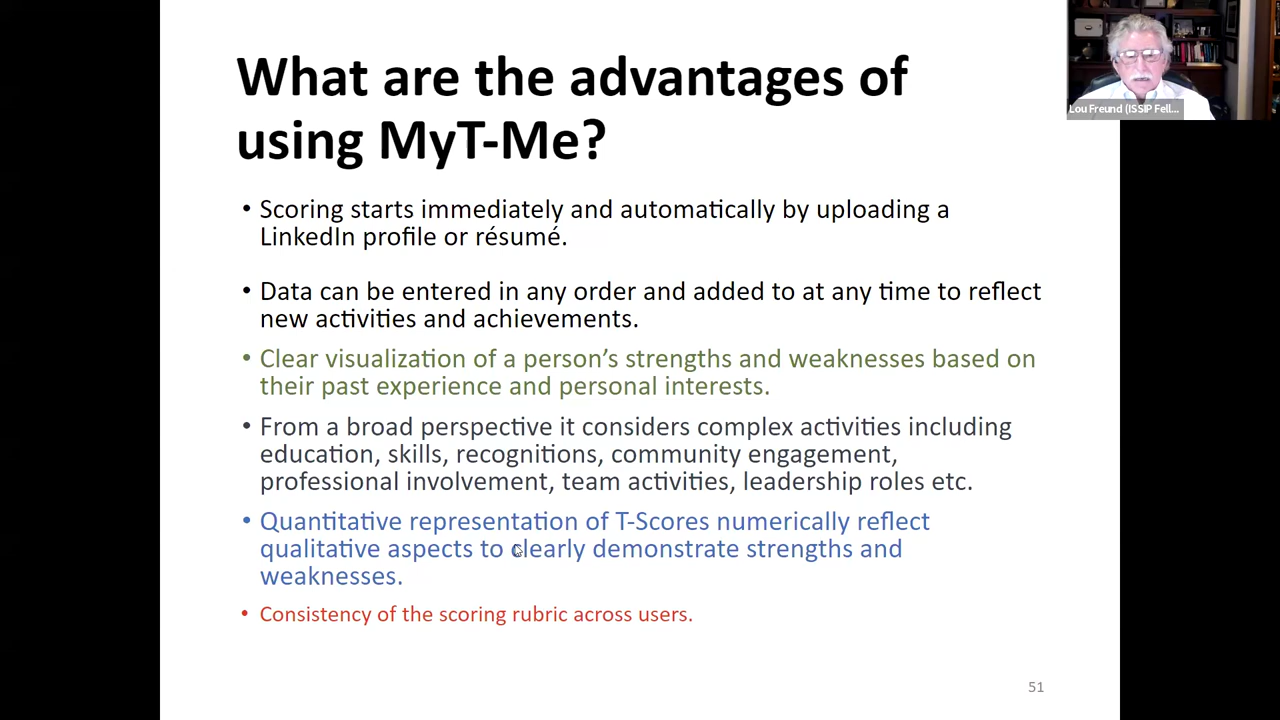 What are the advantages of
using MyT-Me?
• Scoring starts immediately and automatically by uploading a
LinkedIn profile or résumé.
• Data can be entered in any order and added to at any time to reflect
new activities and achievements.
• Clear visualization of a person’s strengths and weaknesses based on
their past experience and personal interests.
• From a broad perspective it considers complex activities including
education, skills, recognitions, community engagement,
professional involvement, team activities, leadership roles etc.
• Quantitative representation of T-Scores numerically reflect
qualitative aspects to clearly demonstrate strengths and
weaknesses.
• Consistency of the scoring rubric across users.
51
Lou Freund (ISSIP Fell...